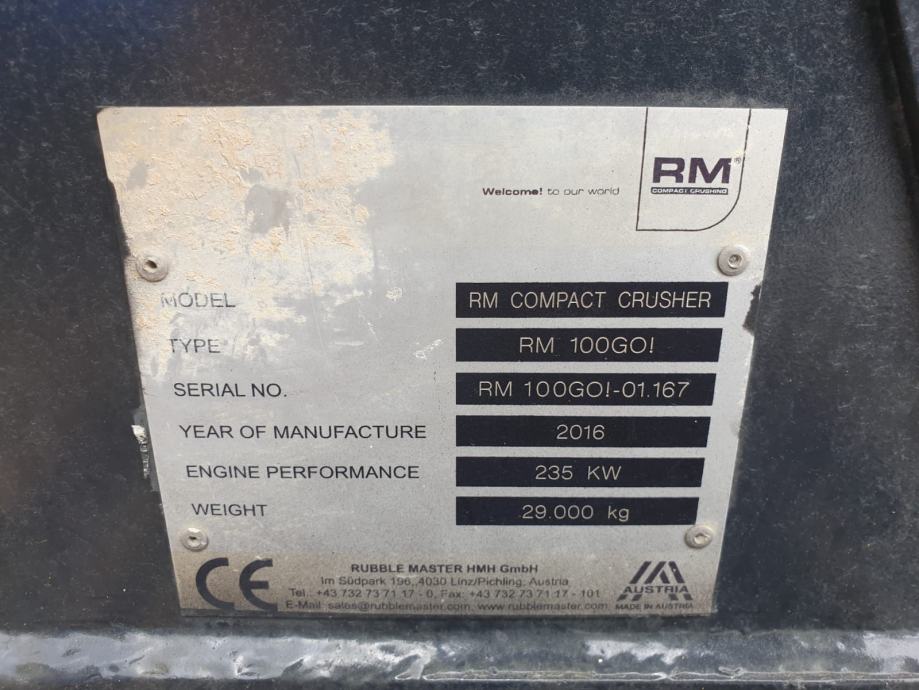 Welcome! to our world
RM®
COMPACT CRUSHING
MODEL RM COMPACT CRUSHER
TYPE RM 100GO!
SERIAL NO. RM 100GO!-01.167
YEAR OF MANUFACTURE 2016
ENGINE PERFORMANCE 235 KW
WEIGHT 29.000 kg
CE
RUBBLE MASTER HMH GmbH
Im Südpark 196, 4030 Linz/Pichling, Austria
Tel.: +43 732 73 71 17 - 0, Fax: +43 732 73 71 17 - 101
E-Mail: sales@rubblemaster.com, www.rubblemaster.com
AUSTRIA
MADE IN AUSTRIA